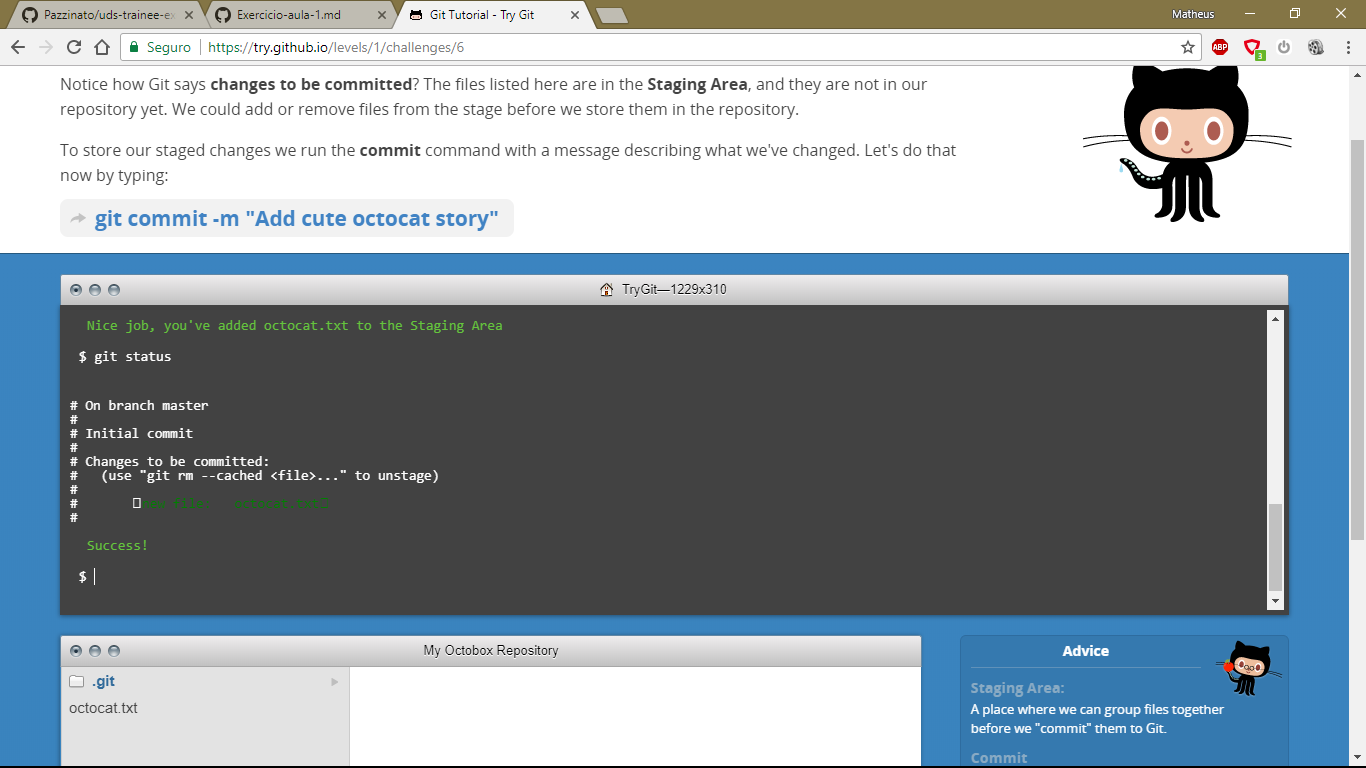 Pazzinato/uds-trainee-ex
Exercicio-aula-1.md
Git Tutorial - Try Git
Matheus
Seguro
https://try.github.io/levels/1/challenges/6
ABP
3
Notice how Git says changes to be committed? The files listed here are in the Staging Area, and they are not in our
repository yet. We could add or remove files from the stage before we store them in the repository.
To store our staged changes we run the commit command with a message describing what we've changed. Let's do that
now by typing:
git commit -m "Add cute octocat story"
TryGit—1229x310
Nice job, you've added octocat.txt to the Staging Area
$ git status
# On branch master
#
# Initial commit
#
# Changes to be committed:
#   (use "git rm --cached <file>..." to unstage)
#
#       new file:   octocat.txt
#
Success!
$
My Octobox Repository
.git
octocat.txt
Advice
Staging Area:
A place where we can group files together
before we "commit" them to Git.
Commit